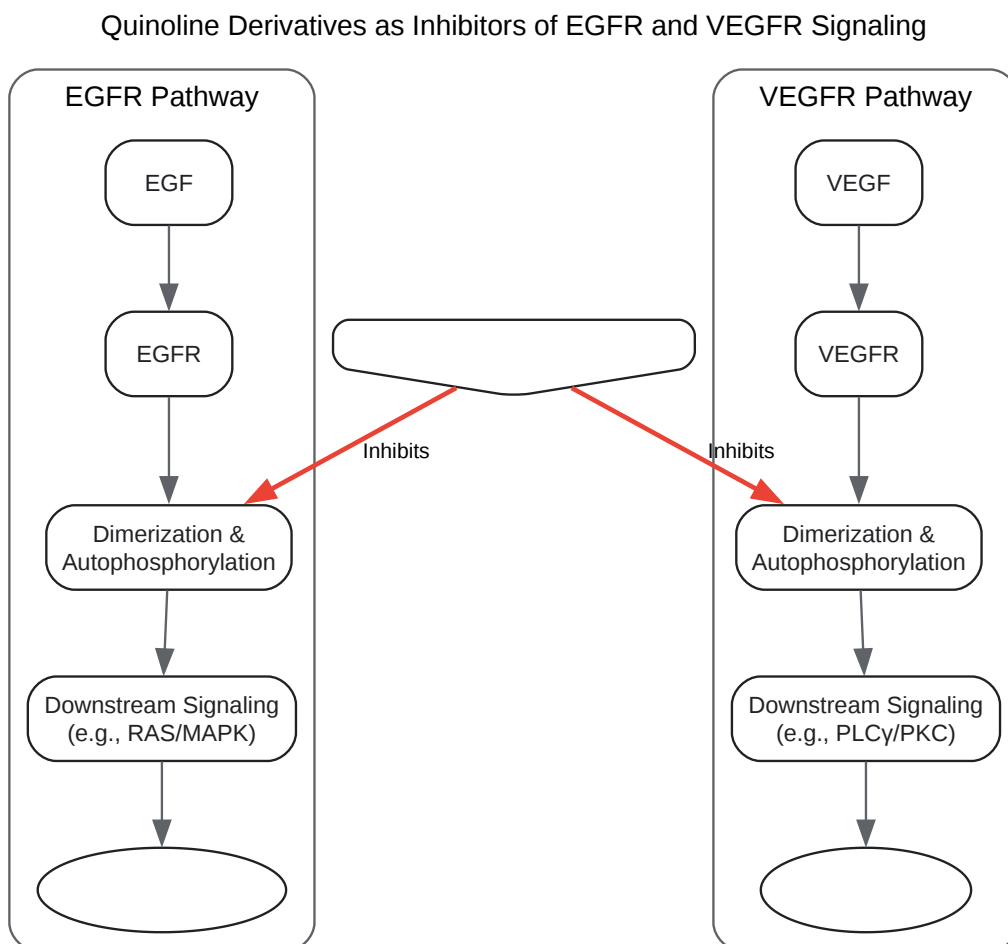 Quinoline Derivatives as Inhibitors of EGFR and VEGFR Signaling
EGFR Pathway
EGF
EGFR
Inhibits
Dimerization &
Autophosphorylation
Downstream Signaling
(e.g., RAS/MAPK)
VEGFR Pathway
VEGF
VEGFR
Inhibits
Dimerization &
Autophosphorylation
Downstream Signaling
(e.g., PLCγ/PKC)